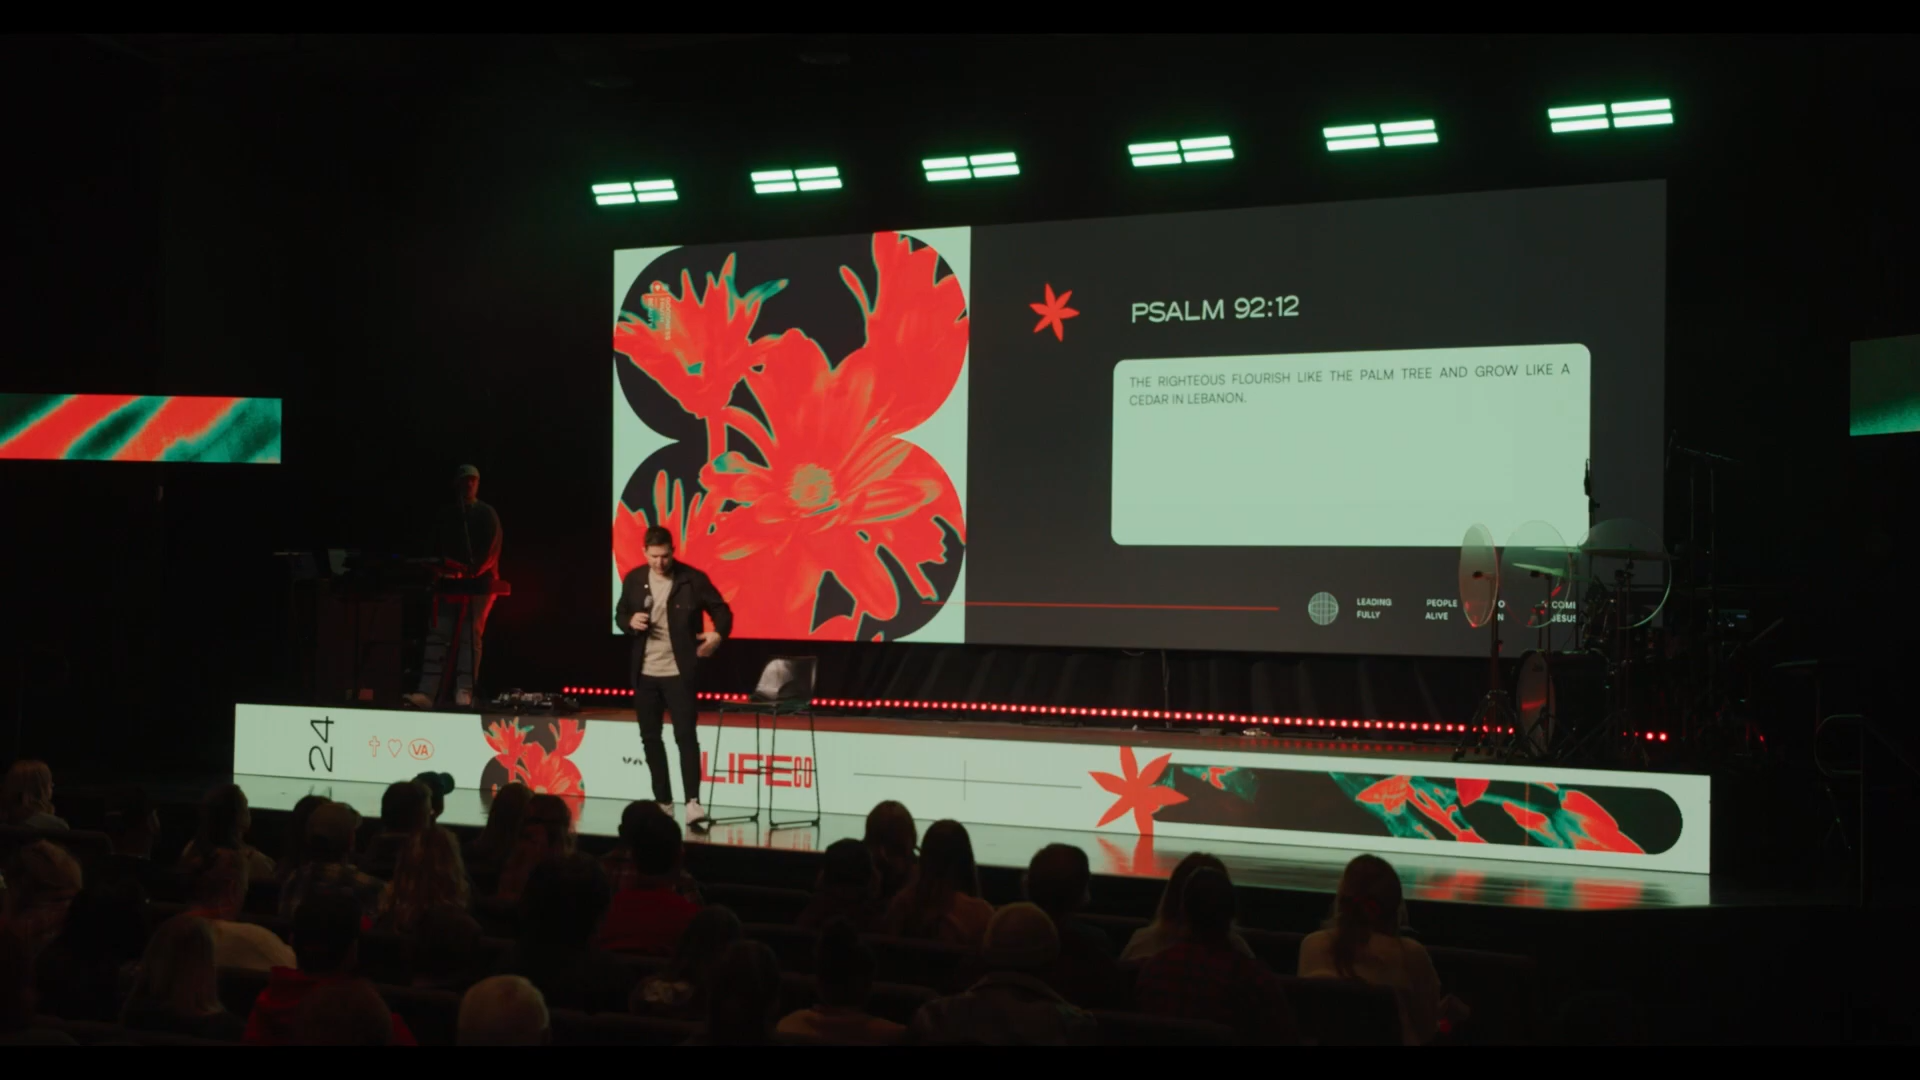 PSALM 92:12
THE RIGHTEOUS FLOURISH LIKE THE PALM TREE AND GROW LIKE A
CEDAR IN LEBANON.
LEADING PEOPLE
FULLY ALIVE
24
VA
LIFECO